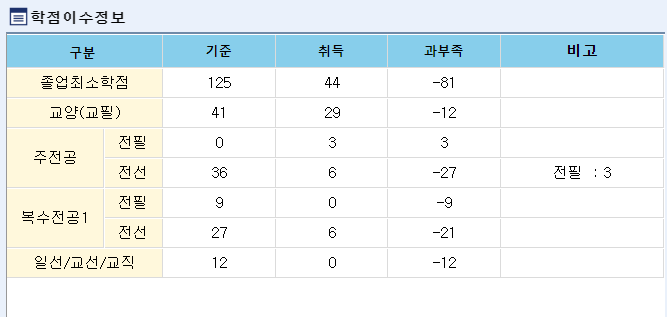 학점이수정보
구분 기준 취득 과부족 비고
졸업최소학점 125 44 -81
교양(교필) 41 29 -12
주전공 전필 0 3 3
전선 36 6 -27 전필 : 3
복수전공1 전필 9 0 -9
전선 27 6 -21
일선/교선/교직 12 0 -12